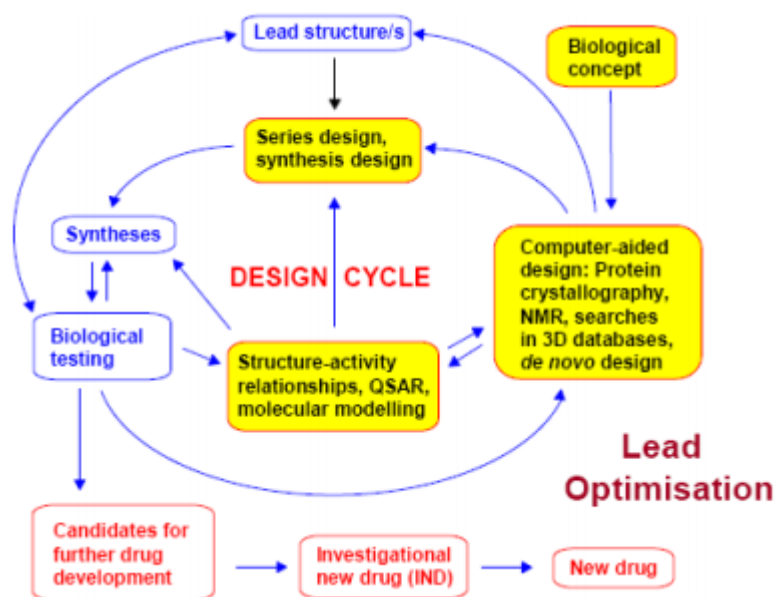 Lead structure/s
Biological
concept
Series design,
synthesis design
Syntheses
DESIGN CYCLE
Computer-aided
design: Protein
crystallography,
NMR, searches
in 3D databases,
de novo design
Biological
testing
Structure-activity
relationships, QSAR,
molecular modelling
Lead
Optimisation
Candidates for
further drug
development
Investigational
new drug (IND)
New drug